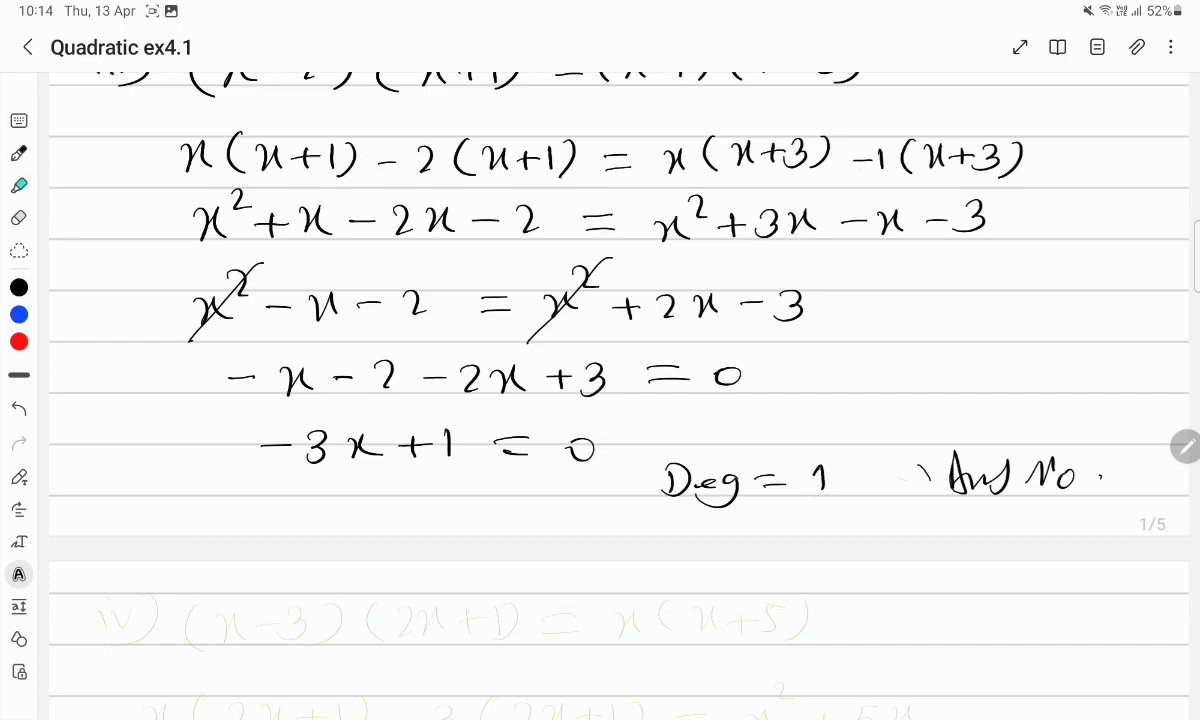 10:14 Thu, 13 Apr 52%
Quadratic ex4.1
x(x+1) - 2(x+1) = x(x+3) -1(x+3)
x² + x - 2x - 2 = x² + 3x - x - 3
x² - x - 2 = x² + 2x - 3
- x - 2 - 2x + 3 = 0
- 3x + 1 = 0
Deg = 1 Ans No.
1/5
iv) (x-3)(2x+1) = x(x+5)